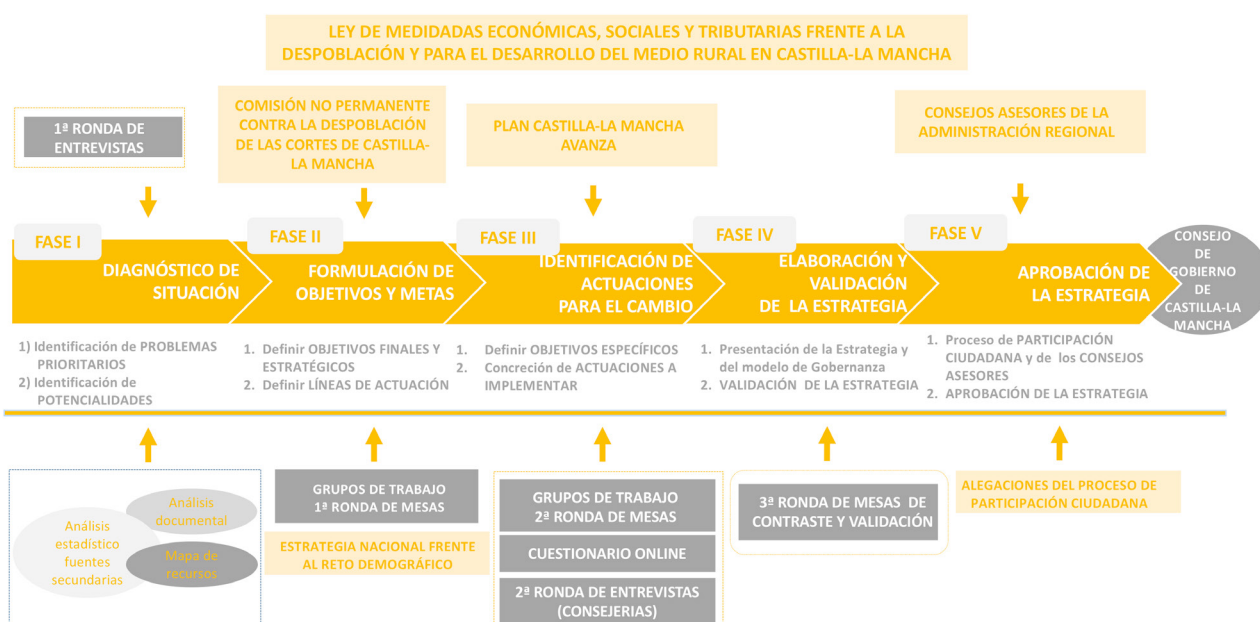 LEY DE MEDIDADAS ECONÓMICAS, SOCIALES Y TRIBUTARIAS FRENTE A LA
DESPOBLACIÓN Y PARA EL DESARROLLO DEL MEDIO RURAL EN CASTILLA-LA MANCHA
1ª RONDA DE
ENTREVISTAS
COMISIÓN NO PERMANENTE
CONTRA LA DESPOBLACIÓN
DE LAS CORTES DE CASTILLA-
LA MANCHA
PLAN CASTILLA-LA MANCHA
AVANZA
CONSEJOS ASESORES DE LA
ADMINISTRACIÓN REGIONAL
FASE I
DIAGNÓSTICO DE
SITUACIÓN
FASE II
FORMULACIÓN DE
OBJETIVOS Y METAS
FASE III
IDENTIFICACIÓN DE
ACTUACIONES
PARA EL CAMBIO
FASE IV
ELABORACIÓN Y
VALIDACIÓN
DE LA ESTRATEGIA
FASE V
APROBACIÓN DE
LA ESTRATEGIA
CONSEJO
DE
GOBIERNO
DE
CASTILLA-LA
MANCHA
1) Identificación de PROBLEMAS
PRIORITARIOS
2) Identificación de
POTENCIALIDADES
1. Definir OBJETIVOS FINALES Y
ESTRATÉGICOS
2. Definir LÍNEAS DE ACTUACIÓN
1. Definir OBJETIVOS ESPECÍFICOS
2. Concreción de ACTUACIONES A
IMPLEMENTAR
1. Presentación de la Estrategia y
del modelo de Gobernanza
2. VALIDACIÓN DE LA ESTRATEGIA
1. Proceso de PARTICIPACIÓN
CIUDADANA y de los CONSEJOS
ASESORES
2. APROBACIÓN DE LA ESTRATEGIA
Análisis
documental
Análisis
estadístico
fuentes
secundarias
Mapa de
recursos
GRUPOS DE TRABAJO
1ª RONDA DE MESAS
ESTRATEGIA NACIONAL FRENTE
AL RETO DEMOGRÁFICO
GRUPOS DE TRABAJO
2ª RONDA DE MESAS
CUESTIONARIO ONLINE
2ª RONDA DE ENTREVISTAS
(CONSEJERIAS)
3ª RONDA DE MESAS DE
CONTRASTE Y VALIDACIÓN
ALEGACIONES DEL PROCESO DE
PARTICIPACIÓN CIUDADANA